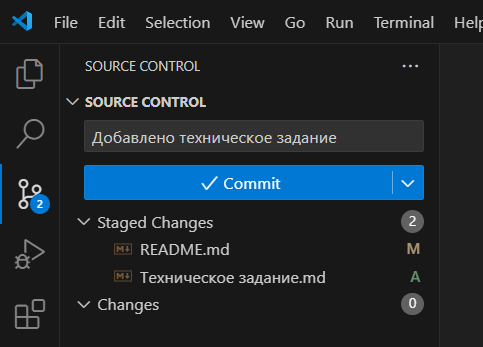 File Edit Selection View Go Run Terminal Help
SOURCE CONTROL ...
SOURCE CONTROL
Добавлено техническое задание
Commit
2
Staged Changes 2
README.md M
Техническое задание.md A
Changes 0